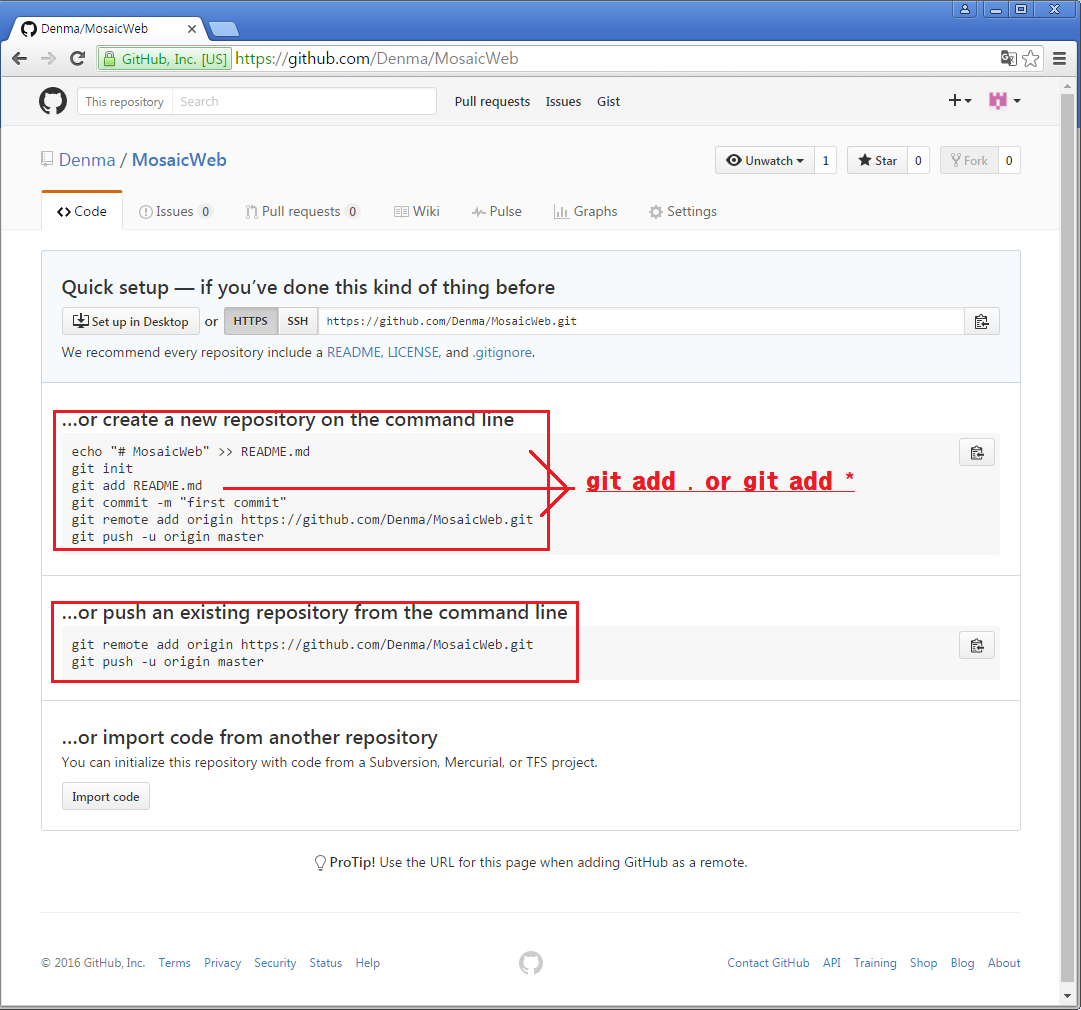 Denma/MosaicWeb
GitHub, Inc. [US] https://github.com/Denma/MosaicWeb
This repository Search Pull requests Issues Gist
Denma / MosaicWeb
Unwatch 1 Star 0 Fork 0
Code Issues 0 Pull requests 0 Wiki Pulse Graphs Settings
Quick setup — if you’ve done this kind of thing before
Set up in Desktop or HTTPS SSH https://github.com/Denma/MosaicWeb.git
We recommend every repository include a README, LICENSE, and .gitignore.
…or create a new repository on the command line
echo "# MosaicWeb" >> README.md
git init
git add README.md
git add . or git add *
git commit -m "first commit"
git remote add origin https://github.com/Denma/MosaicWeb.git
git push -u origin master
…or push an existing repository from the command line
git remote add origin https://github.com/Denma/MosaicWeb.git
git push -u origin master
…or import code from another repository
You can initialize this repository with code from a Subversion, Mercurial, or TFS project.
Import code
ProTip! Use the URL for this page when adding GitHub as a remote.
© 2016 GitHub, Inc. Terms Privacy Security Status Help Contact GitHub API Training Shop Blog About